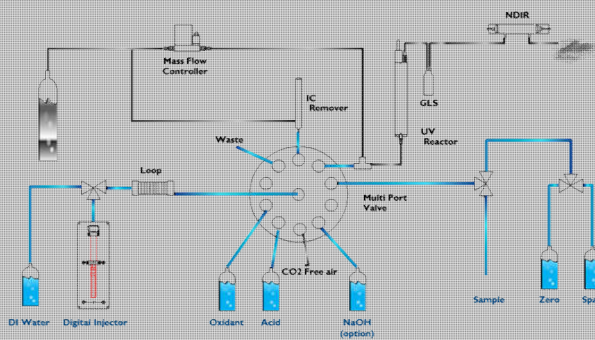 NDIR
Mass Flow
Controller
IC
Remover
GLS
UV
Reactor
Waste
Loop
Multi Port
Valve
CO2 Free air
DI Water
Digital Injector
Oxidant
Acid
NaOH
(option)
Sample
Zero
Spa